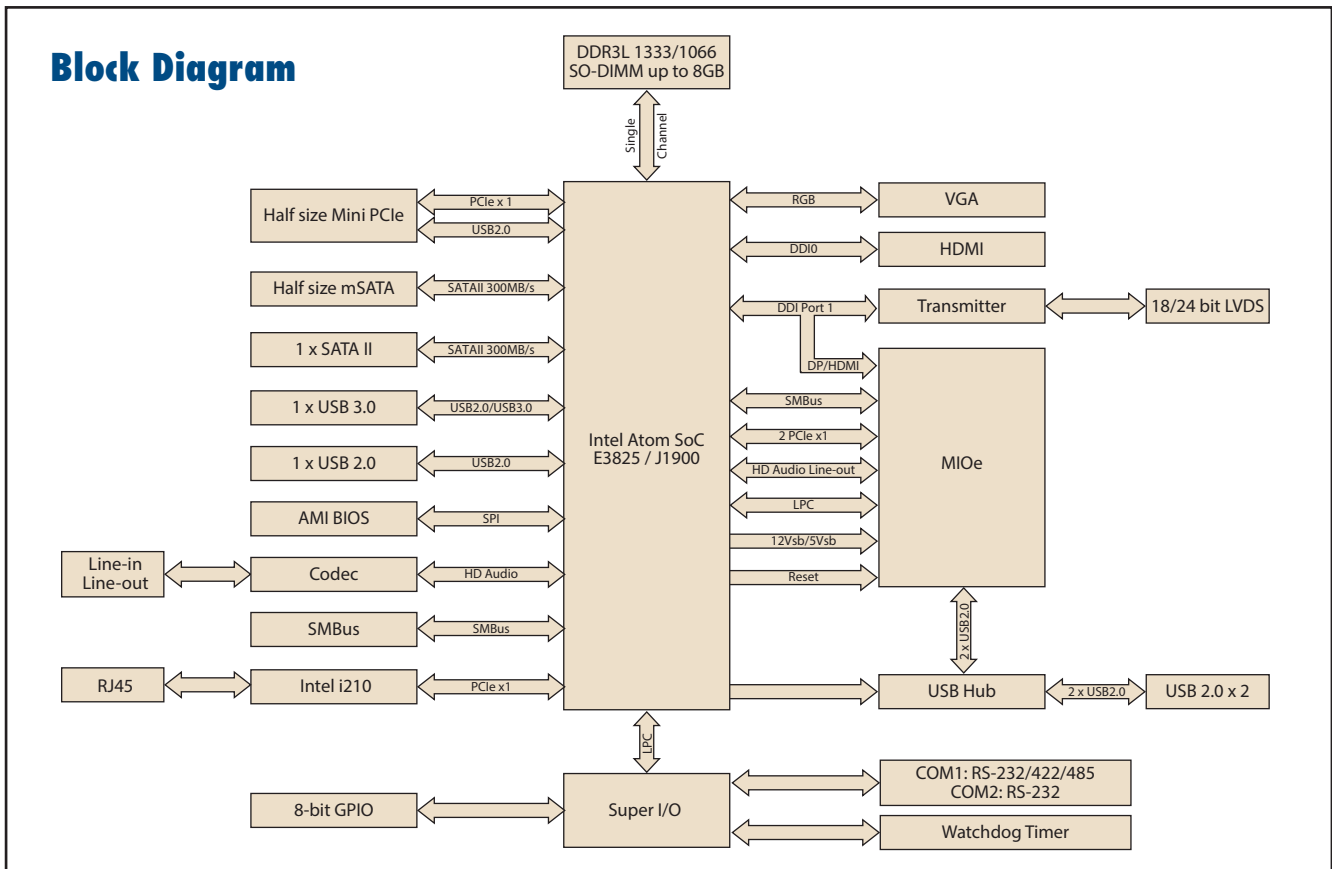 Block Diagram
DDR3L 1333/1066
SO-DIMM up to 8GB
Single
Channel
Half size Mini PCIe
PCIe x 1
USB2.0
Half size mSATA
SATAII 300MB/s
1 x SATA II
SATAII 300MB/s
1 x USB 3.0
USB2.0/USB3.0
1 x USB 2.0
USB2.0
AMI BIOS
SPI
Line-in
Line-out
Codec
HD Audio
SMBus
SMBus
RJ45
Intel i210
PCIe x1
Intel Atom SoC
E3825 / J1900
RGB
VGA
DDI0
HDMI
DDI Port 1
Transmitter
18/24 bit LVDS
DP/HDMI
SMBus
2 PCIe x1
HD Audio Line-out
LPC
12Vsb/5Vsb
Reset
MIOe
2 x USB2.0
USB Hub
2 x USB2.0
USB 2.0 x 2
LPC
8-bit GPIO
Super I/O
COM1: RS-232/422/485
COM2: RS-232
Watchdog Timer